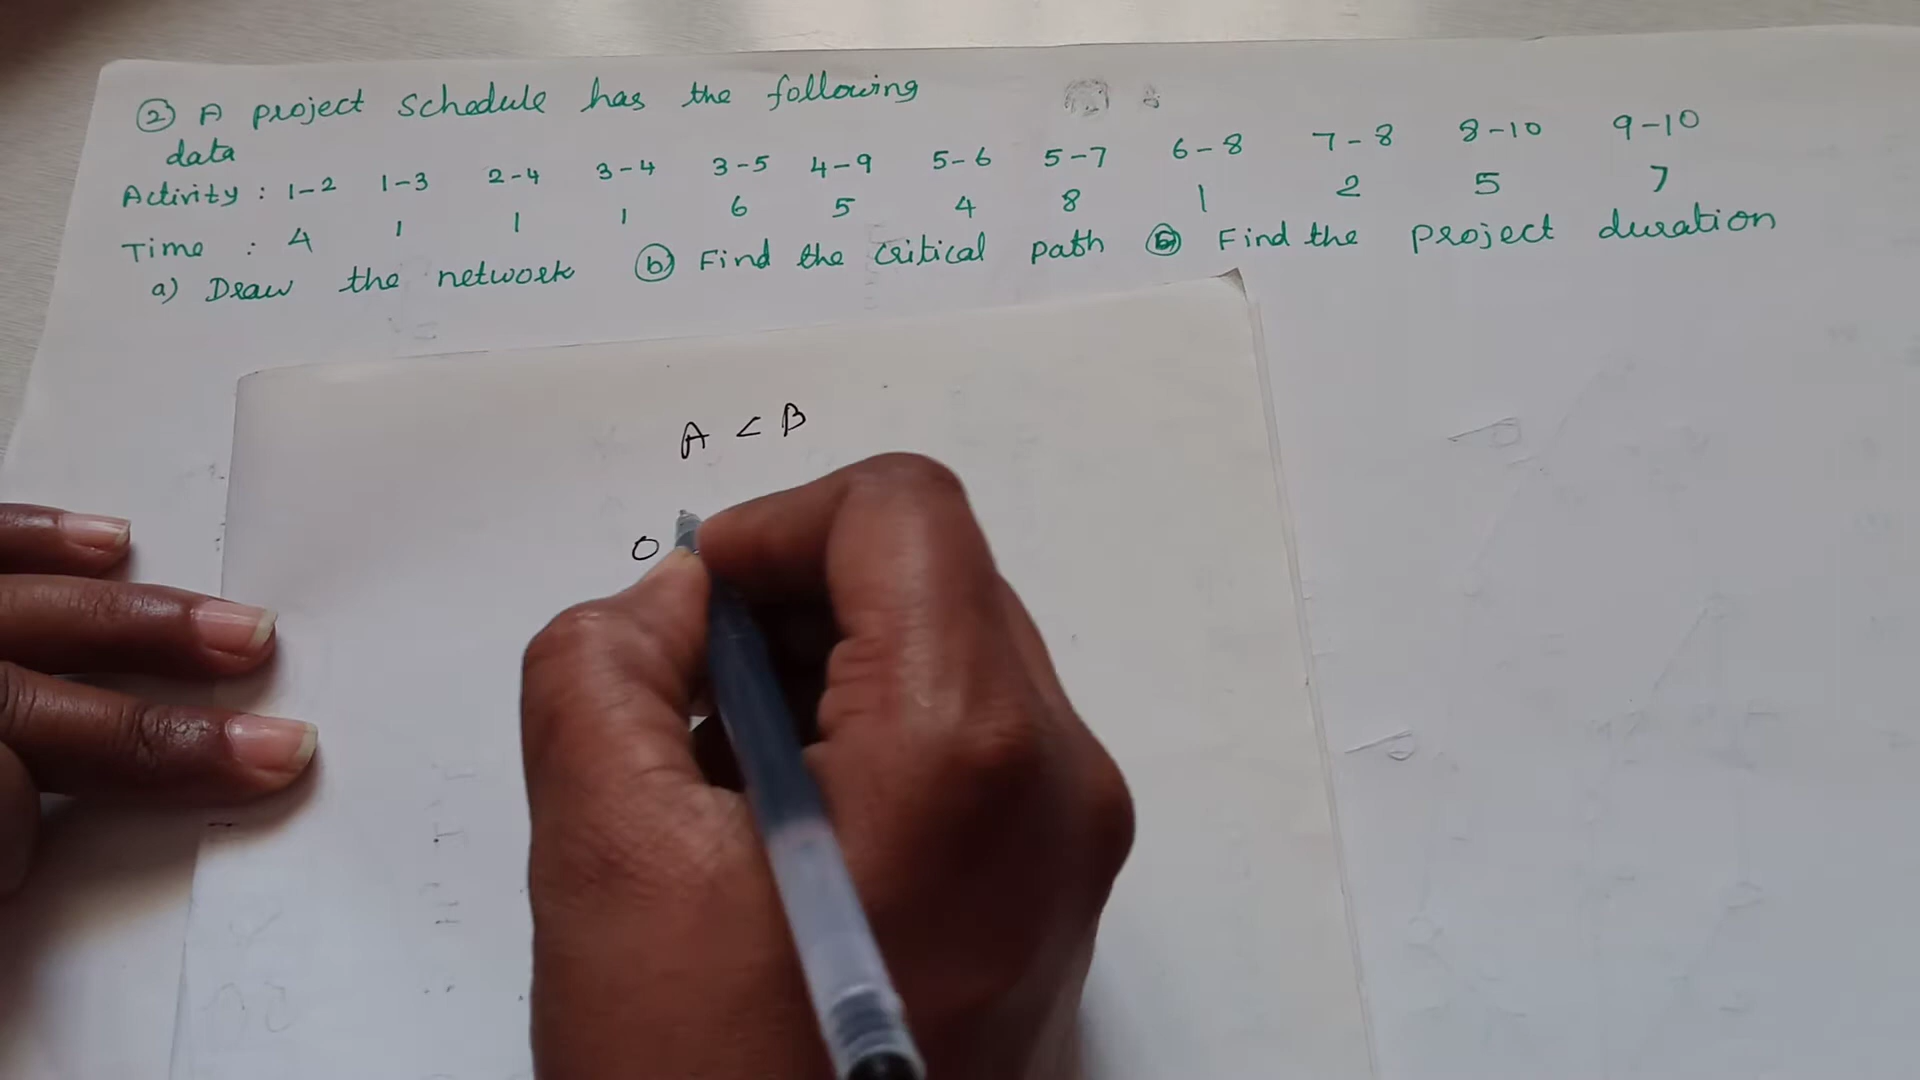 ② A project schedule has the following
data
Activity : 1-2 1-3 2-4 3-4 3-5 4-9 5-6 5-7 6-8 7-8 8-10 9-10
Time : 4 1 1 1 6 5 4 8 1 2 5 7
a) Draw the network ⓑ Find the critical path ⓒ Find the project duration
A < B